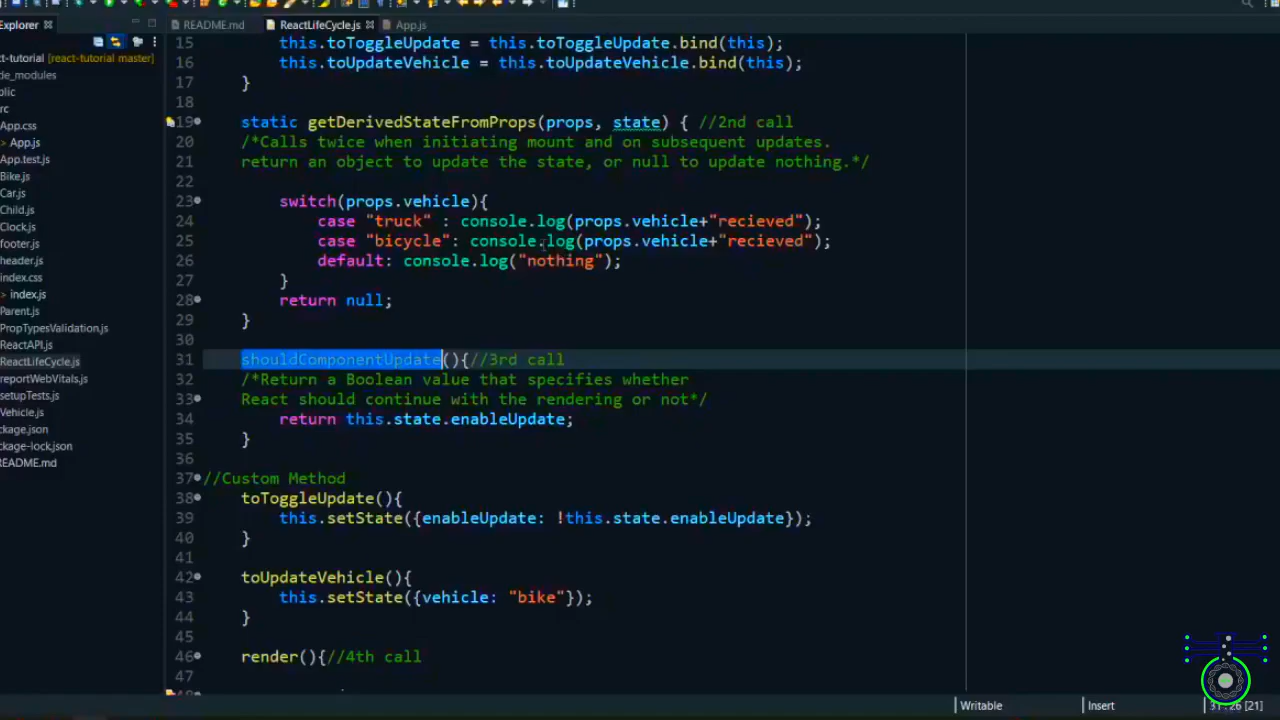 Explorer
README.md
ReactLifeCycle.js
App.js
ct-tutorial [react-tutorial master]
de_modules
blic
rc
App.css
> App.js
App.test.js
Bike.js
Car.js
Child.js
Clock.js
footer.js
header.js
index.css
> index.js
Parent.js
PropTypesValidation.js
ReactAPI.js
ReactLifeCycle.js
reportWebVitals.js
setupTests.js
Vehicle.js
ckage.json
ckage-lock.json
README.md
15 this.toToggleUpdate = this.toToggleUpdate.bind(this);
16 this.toUpdateVehicle = this.toUpdateVehicle.bind(this);
17 }
18
19 static getDerivedStateFromProps(props, state) { //2nd call
20 /*Calls twice when initiating mount and on subsequent updates.
21 return an object to update the state, or null to update nothing.*/
22
23 switch(props.vehicle){
24 case "truck" : console.log(props.vehicle+"recieved");
25 case "bicycle": console.log(props.vehicle+"recieved");
26 default: console.log("nothing");
27 }
28 return null;
29 }
30
31 shouldComponentUpdate(){//3rd call
32 /*Return a Boolean value that specifies whether
33 React should continue with the rendering or not*/
34 return this.state.enableUpdate;
35 }
36
37 //Custom Method
38 toToggleUpdate(){
39 this.setState({enableUpdate: !this.state.enableUpdate});
40 }
41
42 toUpdateVehicle(){
43 this.setState({vehicle: "bike"});
44 }
45
46 render(){//4th call
47
Writable
Insert
31 : 26 [21]